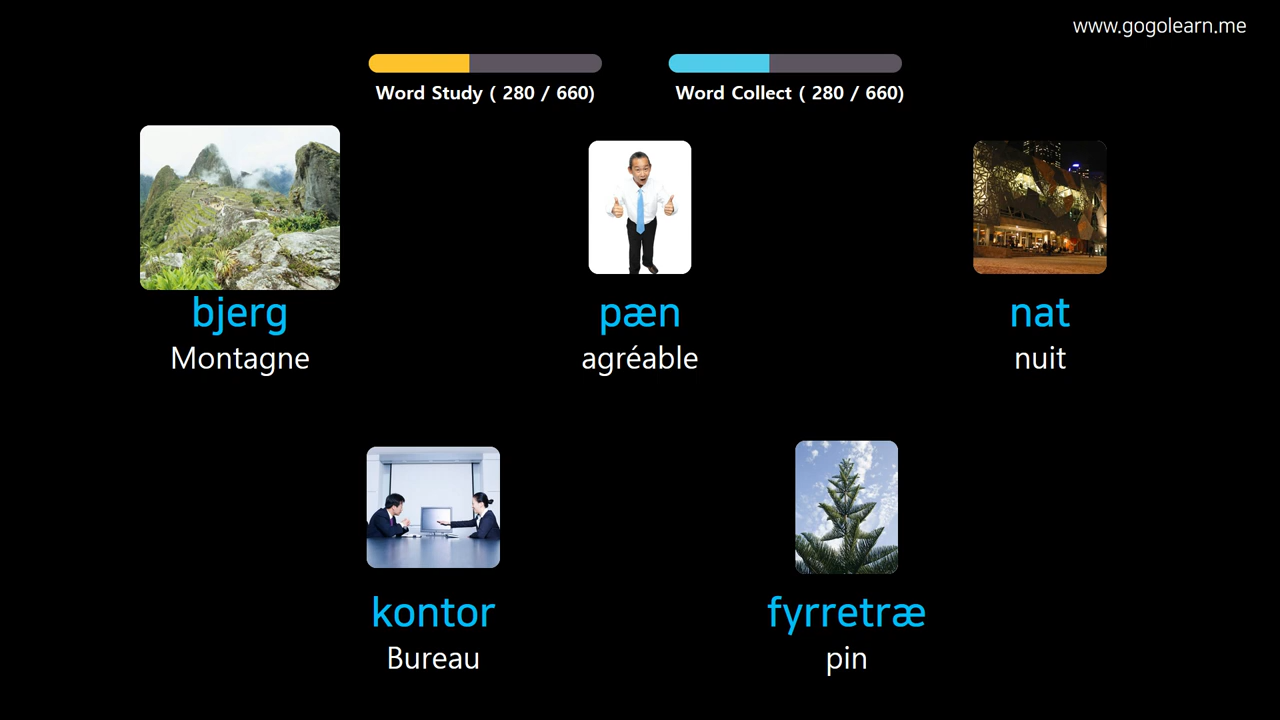 www.gogolearn.me
Word Study ( 280 / 660)
Word Collect ( 280 / 660)
bjerg
Montagne
pæn
agréable
nat
nuit
kontor
Bureau
fyrretræ
pin